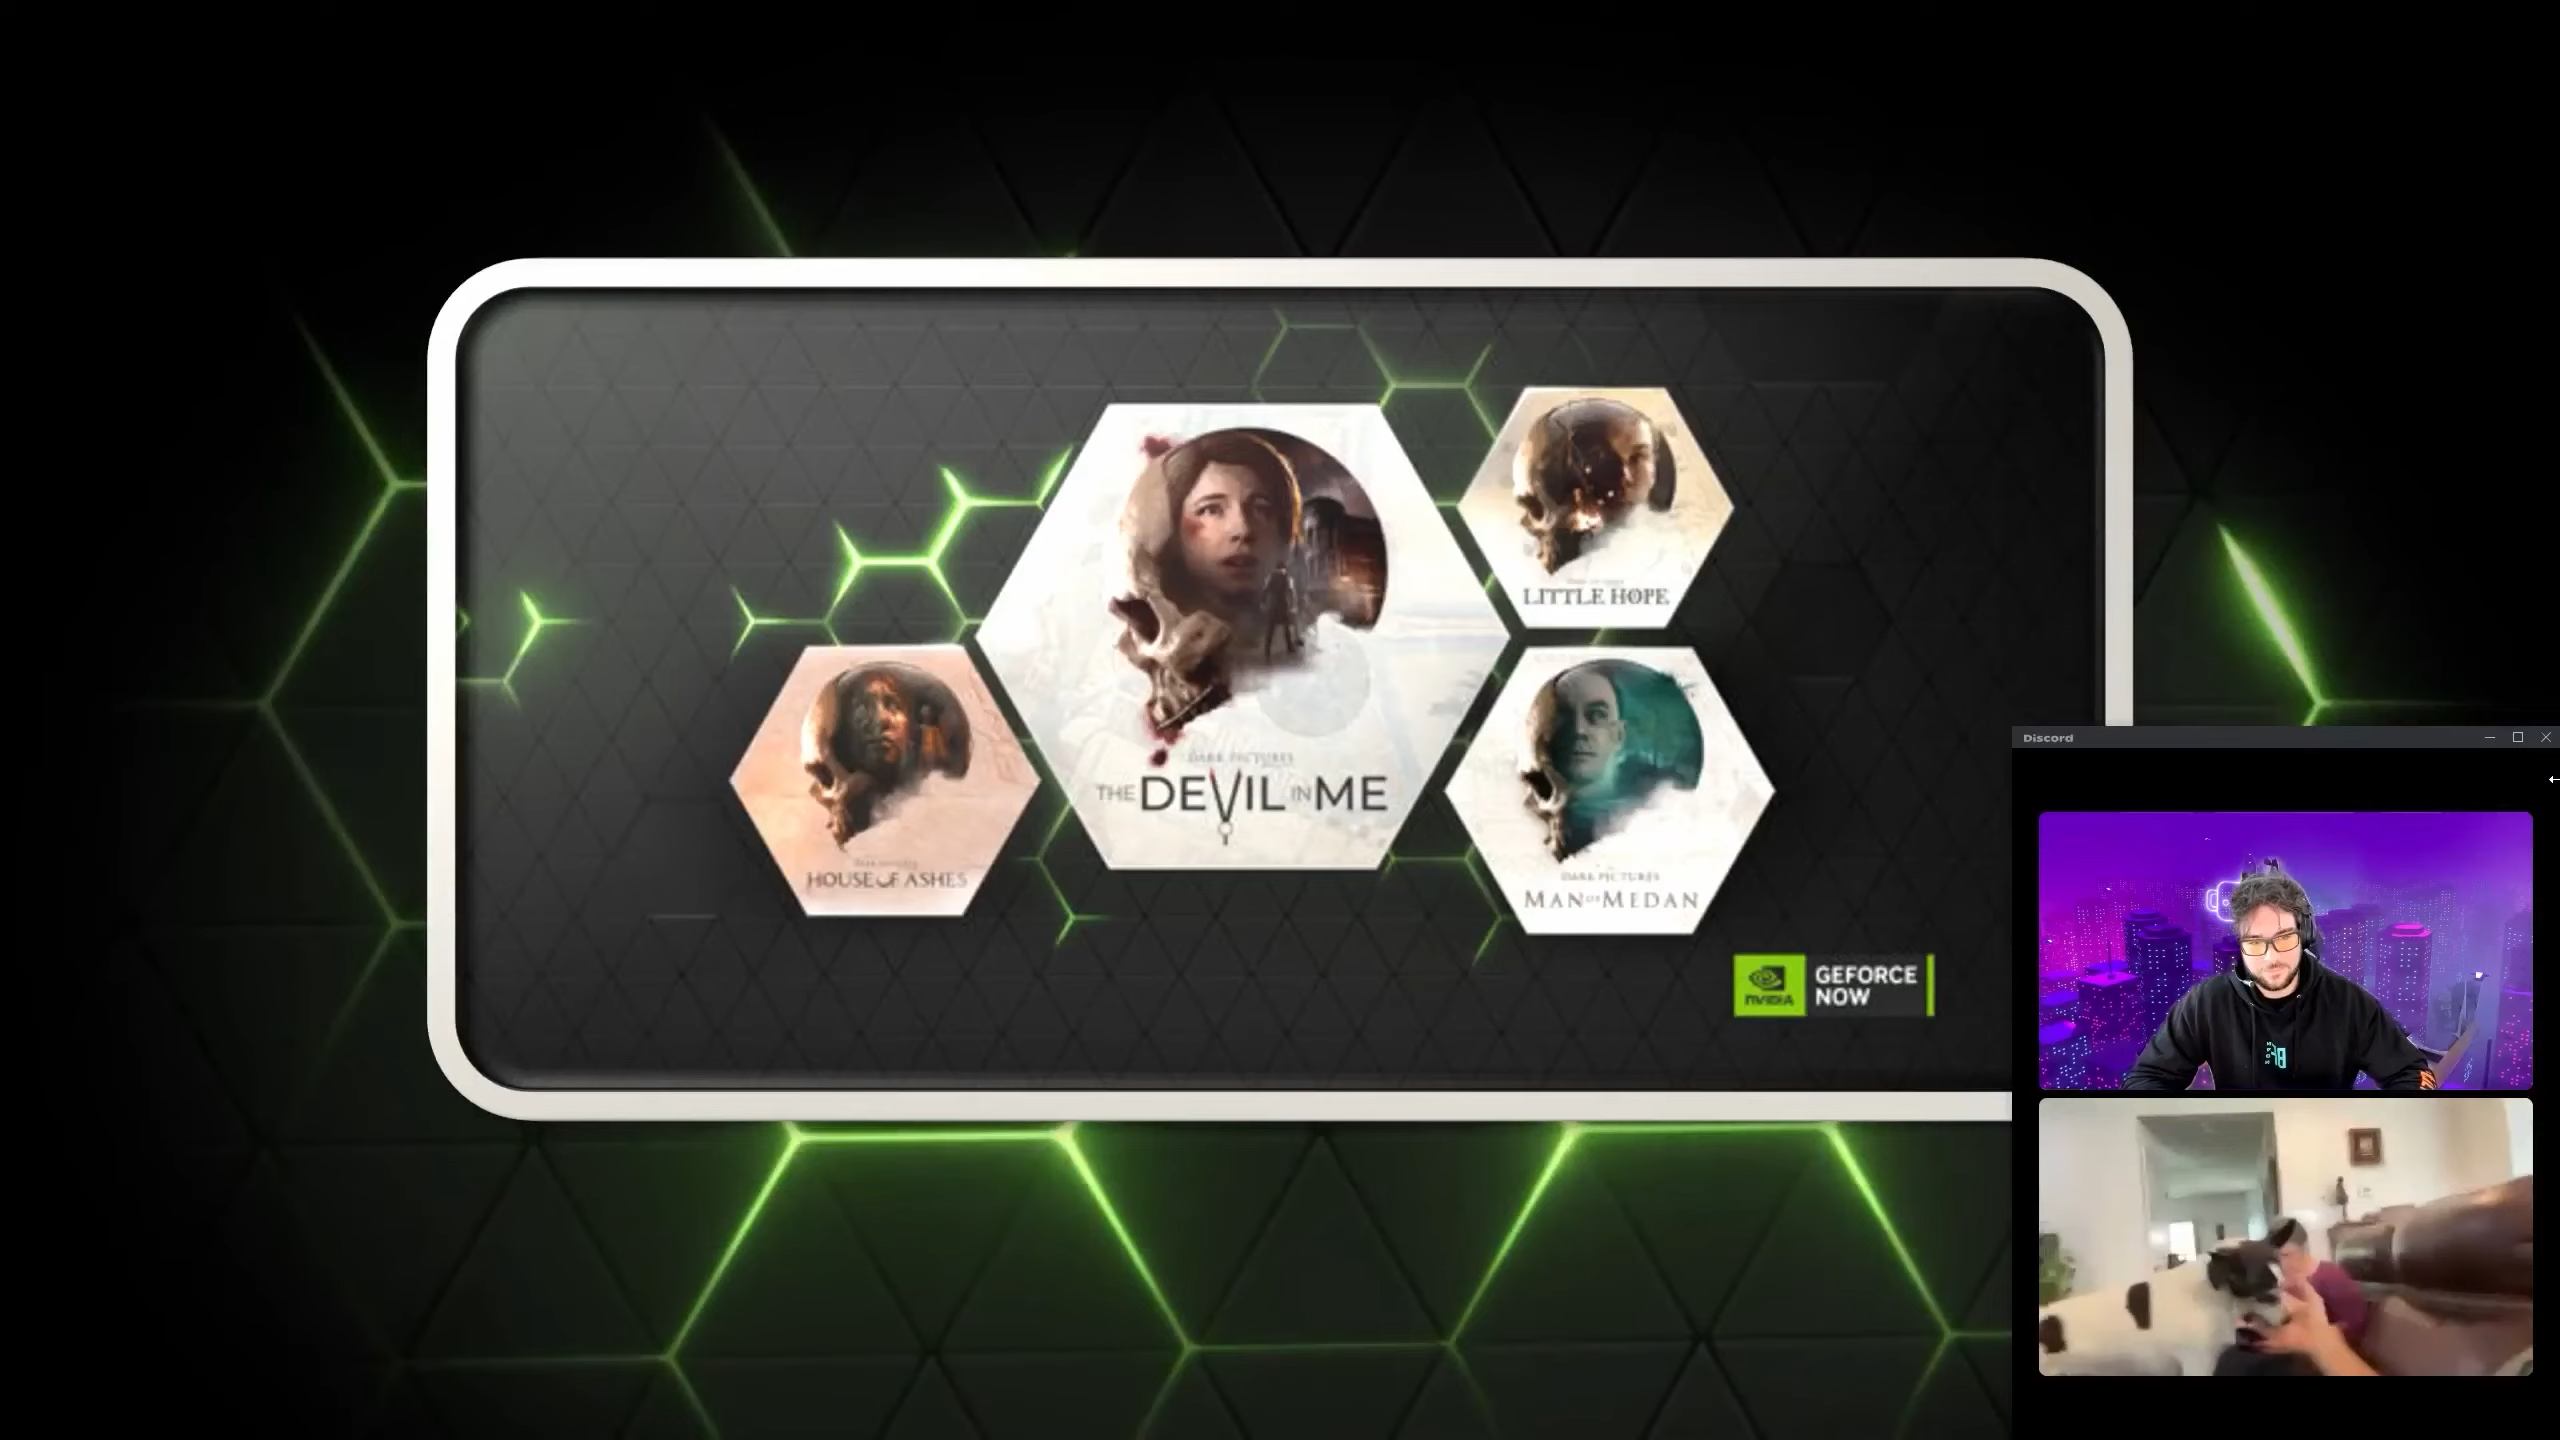 LITTLE HOPE
DARK PICTURES
THE DEVIL IN ME
HOUSE OF ASHES
DARK PICTURES
MAN OF MEDAN
NVIDIA
GEFORCE
NOW
Discord